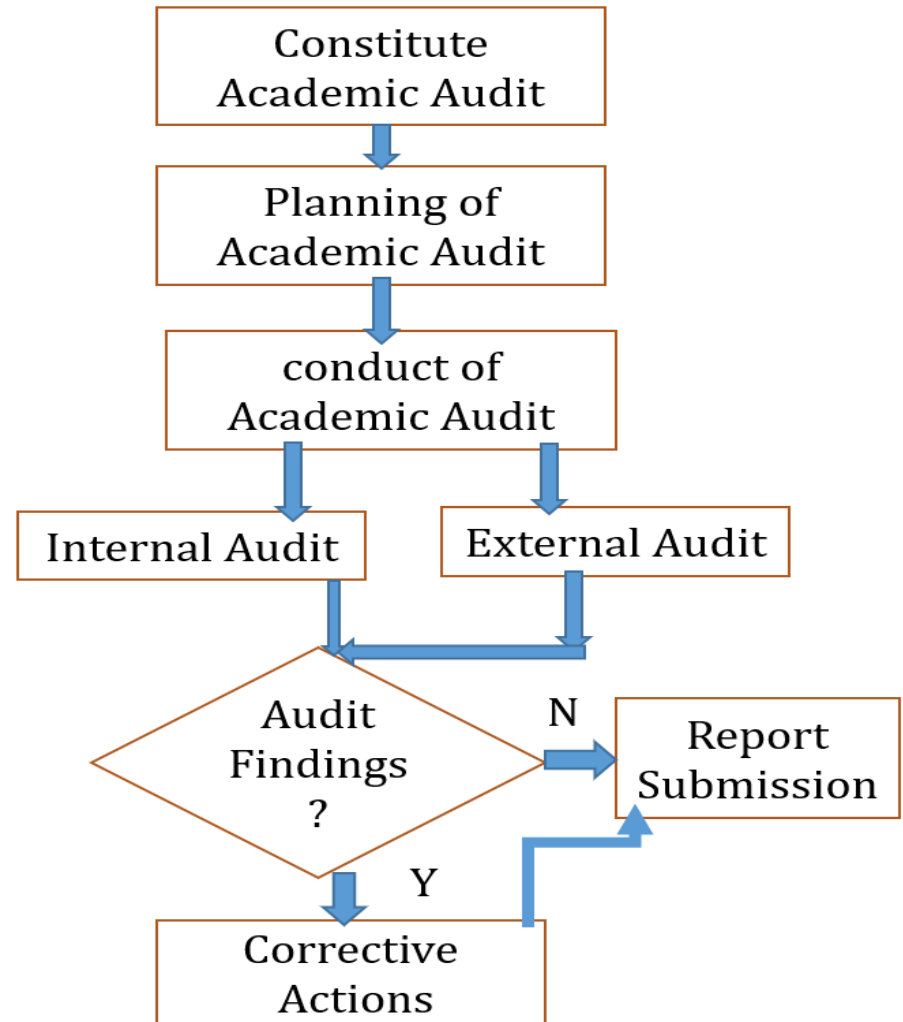 Constitute
Academic Audit
Planning of
Academic Audit
conduct of
Academic Audit
Internal Audit
External Audit
Audit
Findings
?
N
Report
Submission
Y
Corrective
Actions